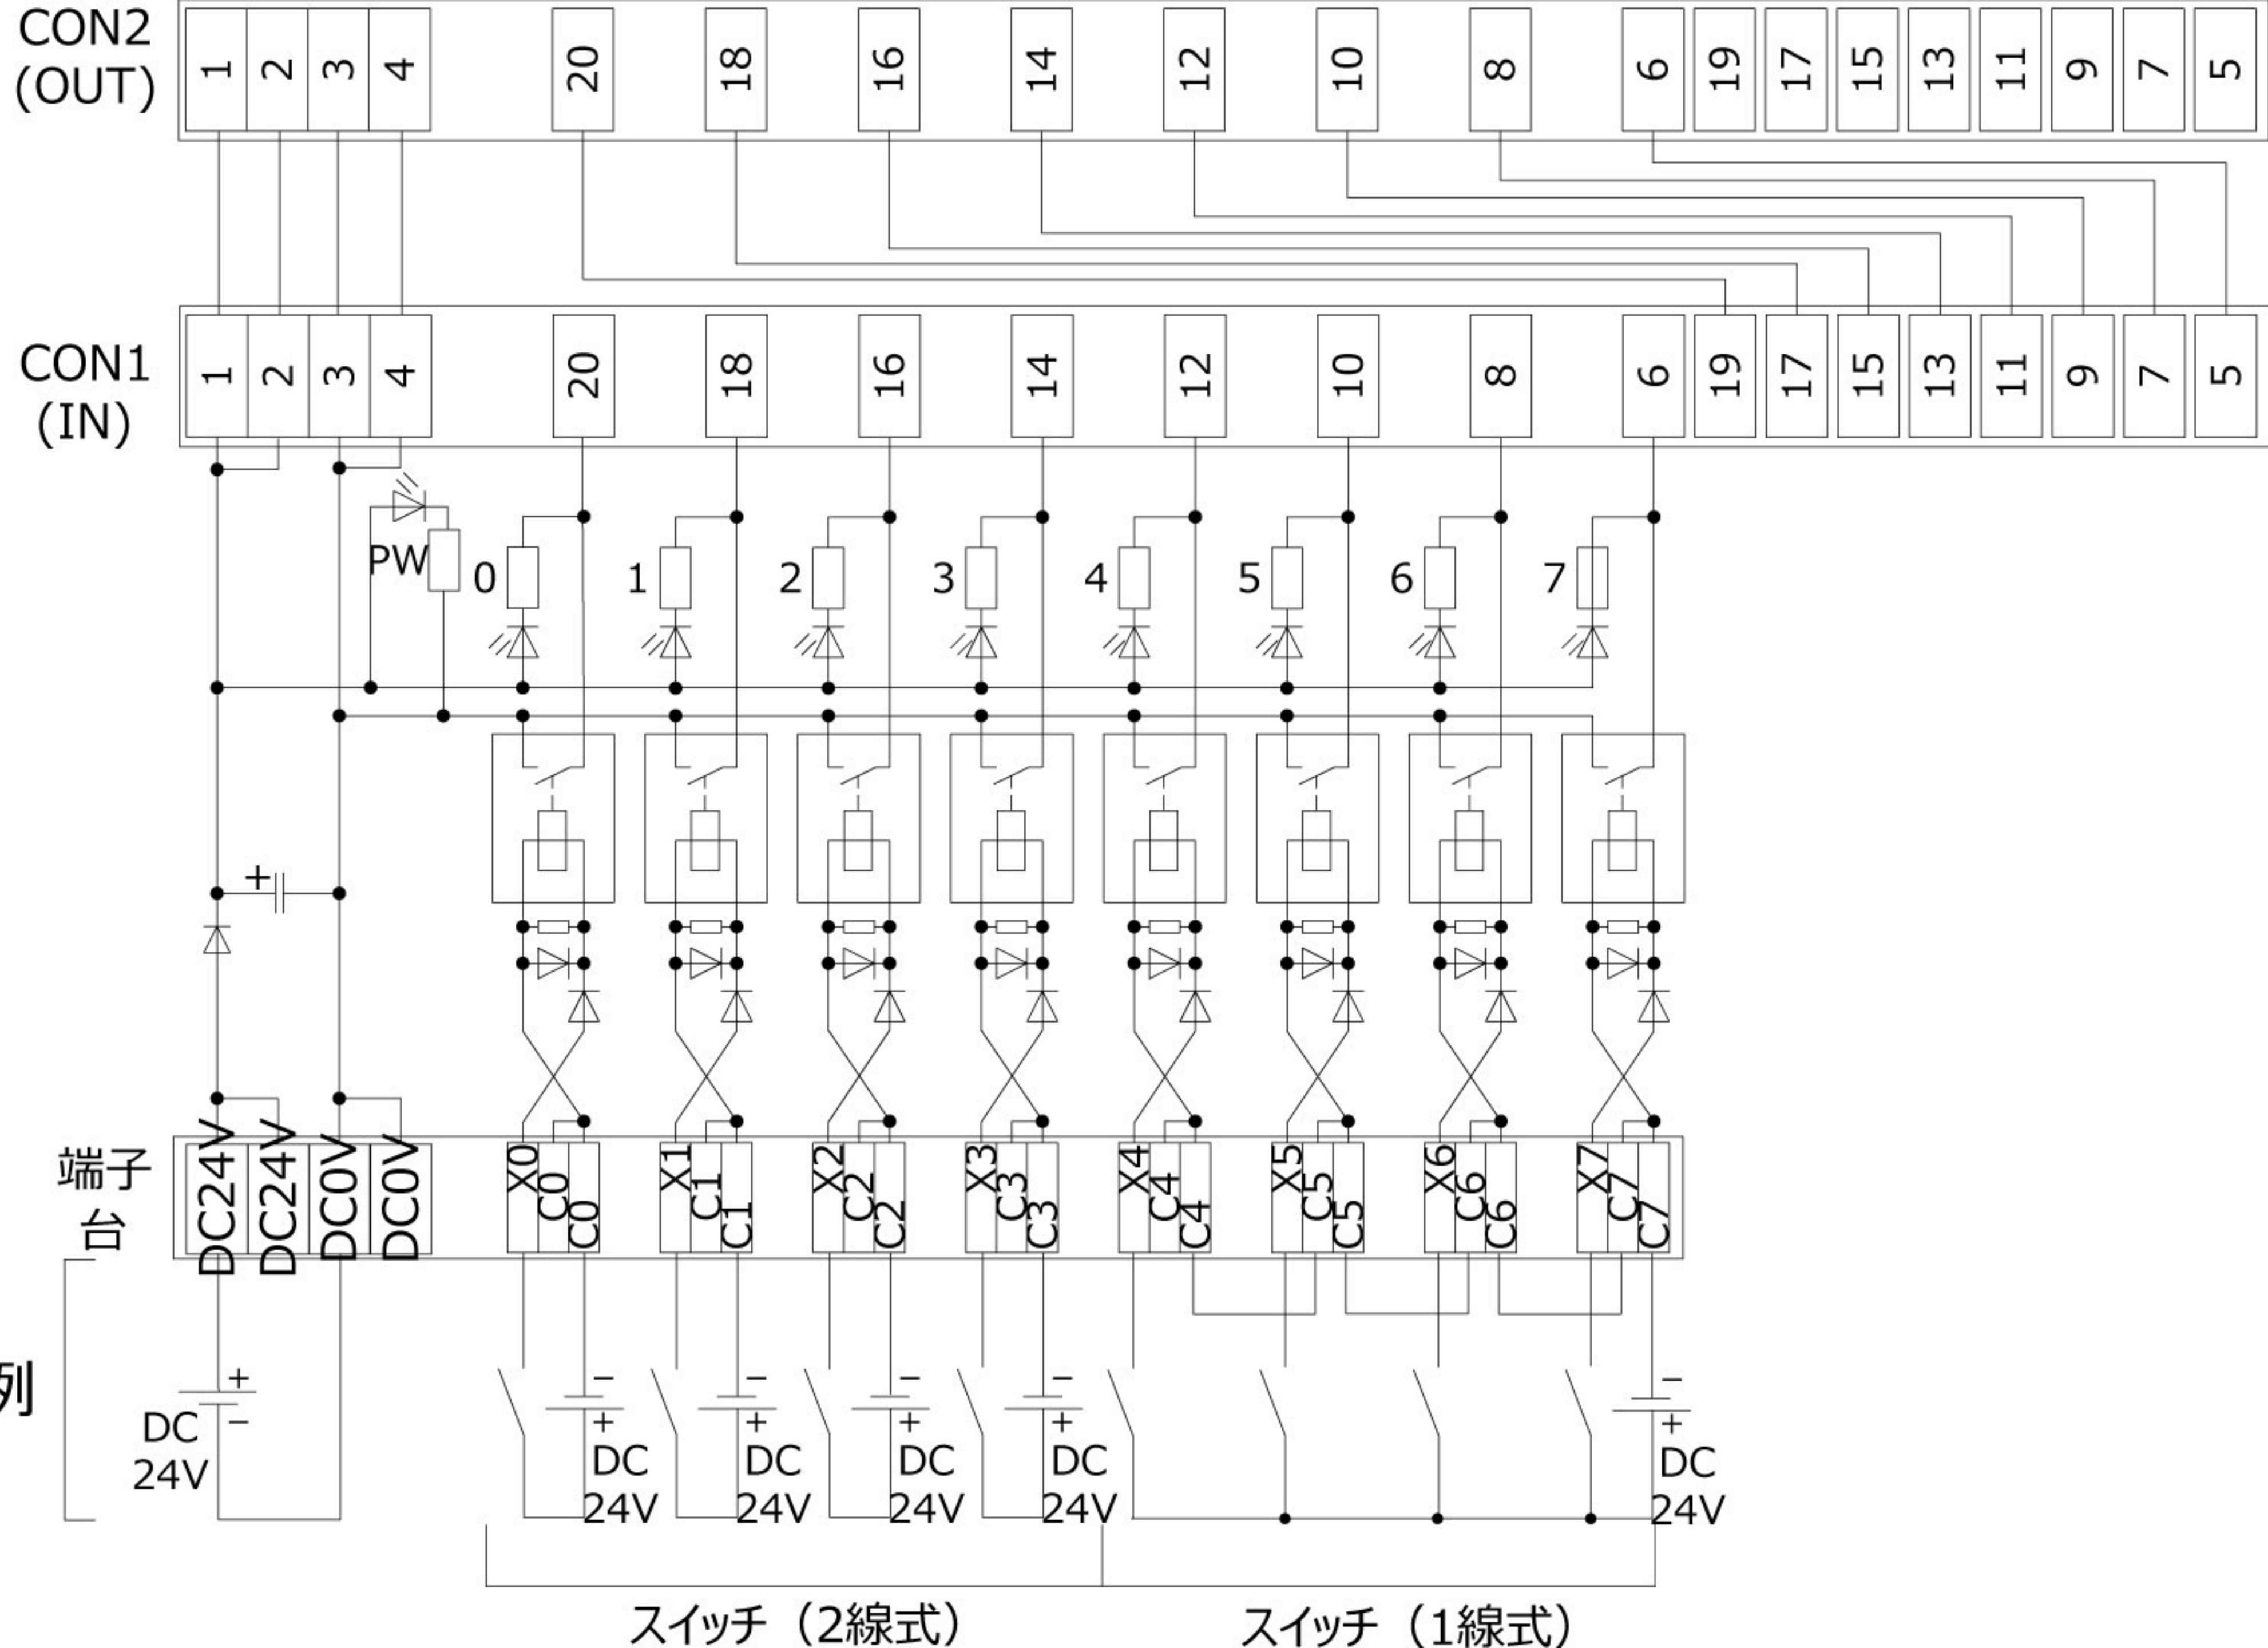 CON2
(OUT)
1 2 3 4 20 18 16 14 12 10 8 6 19 17 15 13 11 9 7 5
CON1
(IN)
1 2 3 4 20 18 16 14 12 10 8 6 19 17 15 13 11 9 7 5
PW 0 1 2 3 4 5 6 7
+
端子
台
DC24V DC24V DC0V DC0V X0 C0 C0 X1 C1 C1 X2 C2 C2 X3 C3 C3 X4 C4 C4 X5 C5 C5 X6 C6 C6 X7 C7 C7
列
+ − − − − −
− + + + + +
DC DC DC DC DC DC
24V 24V 24V 24V 24V 24V
スイッチ（2線式） スイッチ（1線式）